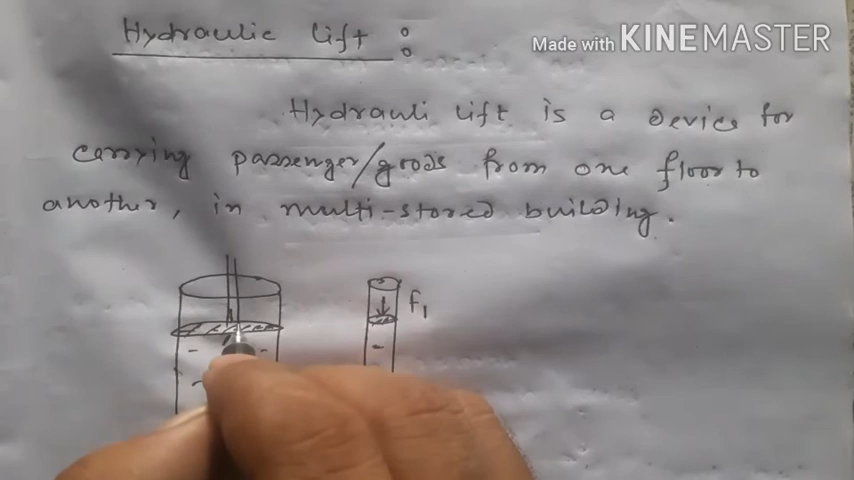 Hydraulic lift :
Made with KINEMASTER
Hydrauli lift is a device for
carrying passenger/goods from one floor to
another, in multi-stored building.
f1